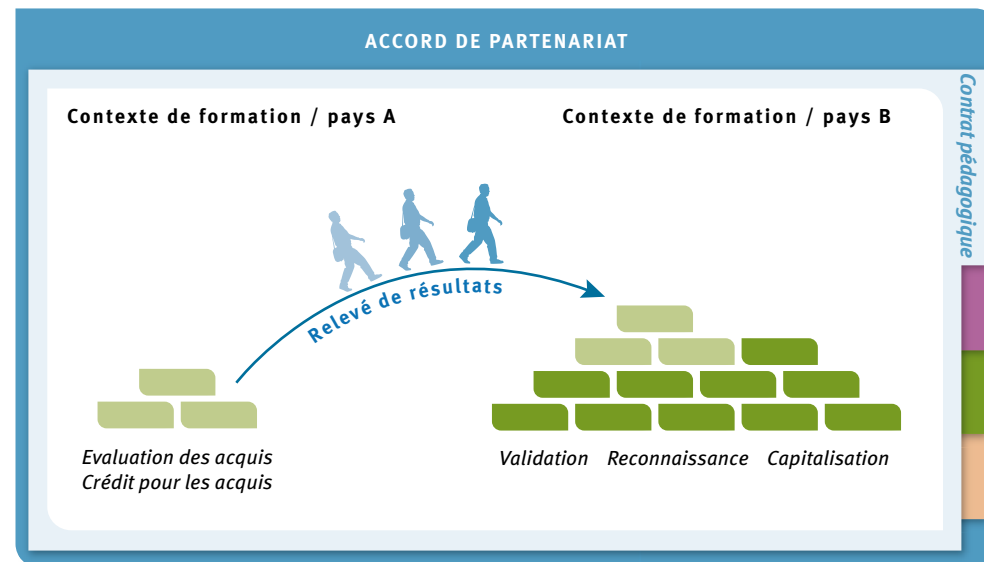 ACCORD DE PARTENARIAT
Contrat pédagogique
Contexte de formation / pays A
Contexte de formation / pays B
Relevé de résultats
Evaluation des acquis
Crédit pour les acquis
Validation Reconnaissance Capitalisation